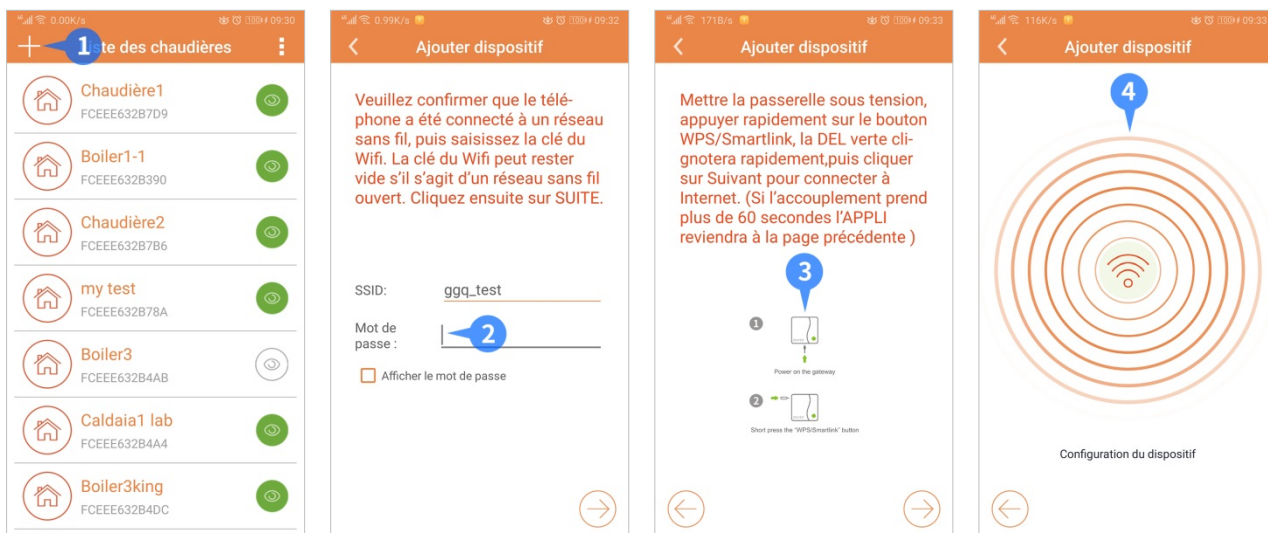 0.00K/s 100 09:30
1
iste des chaudières
Chaudière1
FCEEE632B7D9
Boiler1-1
FCEEE632B390
Chaudière2
FCEEE632B7B6
my test
FCEEE632B78A
Boiler3
FCEEE632B4AB
Caldaia1 lab
FCEEE632B4A4
Boiler3king
FCEEE632B4DC
0.99K/s 100 09:32
Ajouter dispositif
Veuillez confirmer que le télé-
phone a été connecté à un réseau
sans fil, puis saisissez la clé du
Wifi. La clé du Wifi peut rester
vide s'il s'agit d'un réseau sans fil
ouvert. Cliquez ensuite sur SUITE.
SSID: ggq_test
Mot de
passe :
2
Afficher le mot de passe
171B/s 100 09:33
Ajouter dispositif
Mettre la passerelle sous tension,
appuyer rapidement sur le bouton
WPS/Smartlink, la DEL verte cli-
gnotera rapidement,puis cliquer
sur Suivant pour connecter à
Internet. (Si l'accouplement prend
plus de 60 secondes l'APPLI
reviendra à la page précédente )
3
1
Power on the gateway
2
Short press the "WPS/Smartlink" button
116K/s 100 09:33
Ajouter dispositif
4
Configuration du dispositif